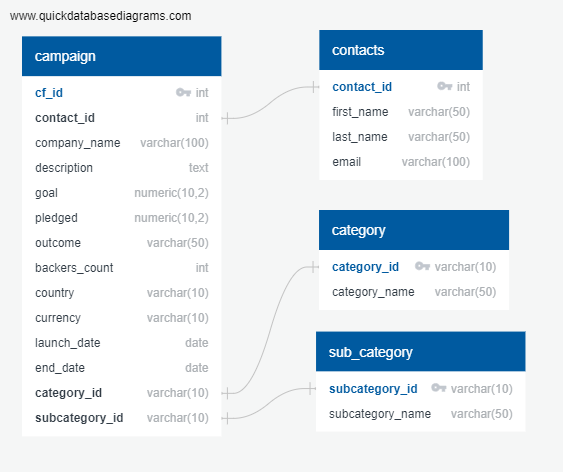 www.quickdatabasediagrams.com
campaign
cf_id int
contact_id int
company_name varchar(100)
description text
goal numeric(10,2)
pledged numeric(10,2)
outcome varchar(50)
backers_count int
country varchar(10)
currency varchar(10)
launch_date date
end_date date
category_id varchar(10)
subcategory_id varchar(10)
contacts
contact_id int
first_name varchar(50)
last_name varchar(50)
email varchar(100)
category
category_id varchar(10)
category_name varchar(50)
sub_category
subcategory_id varchar(10)
subcategory_name varchar(50)